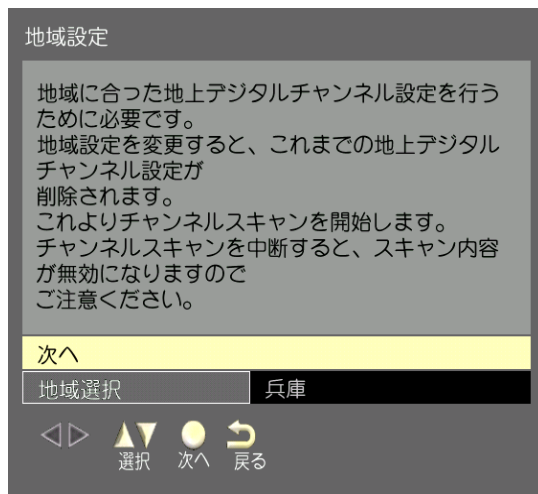 地域設定
地域に合った地上デジタルチャンネル設定を行う
ために必要です。
地域設定を変更すると、これまでの地上デジタル
チャンネル設定が
削除されます。
これよりチャンネルスキャンを開始します。
チャンネルスキャンを中断すると、スキャン内容
が無効になりますので
ご注意ください。
次へ
地域選択 兵庫
選択 次へ 戻る